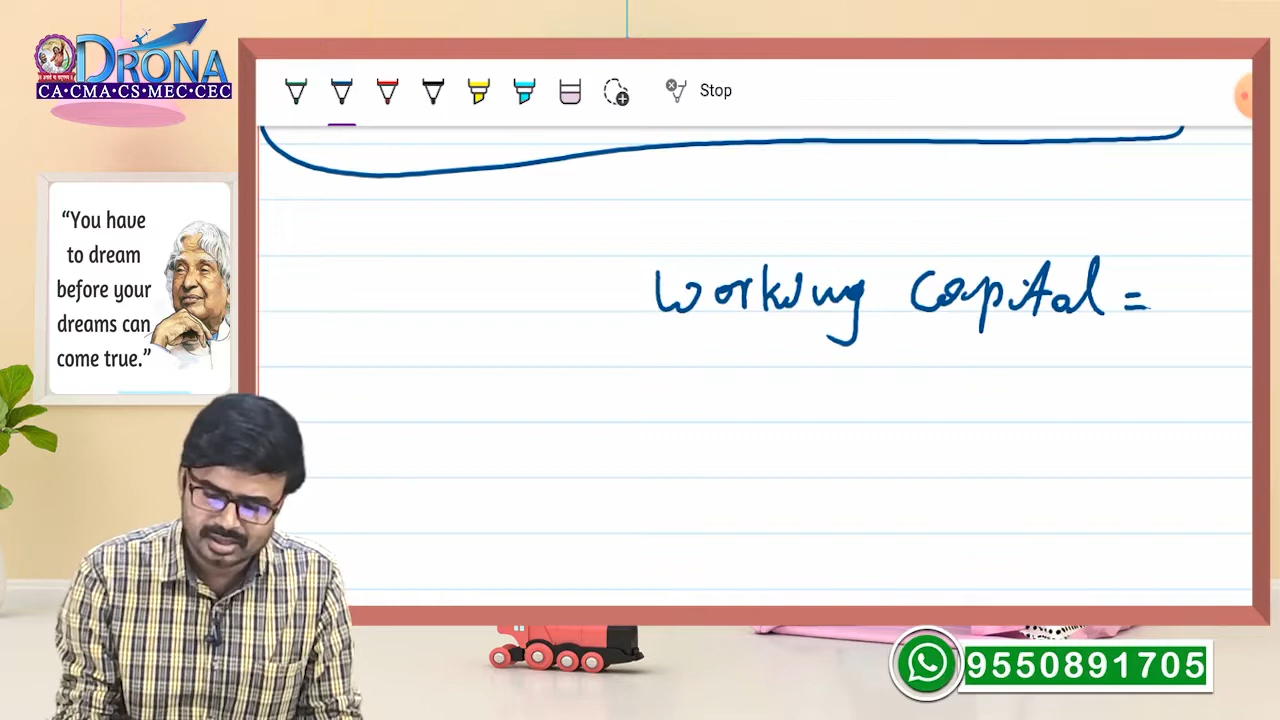 DRONA
CA•CMA•CS•MEC•CEC
Stop
“You have
to dream
before your
dreams can
come true.”
Working capital =
9550891705